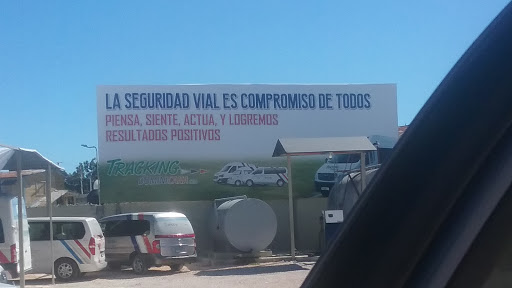 LA SEGURIDAD VIAL ES COMPROMISO DE TODOS
PIENSA, SIENTE, ACTUA, Y LOGREMOS
RESULTADOS POSITIVOS
TRACKING